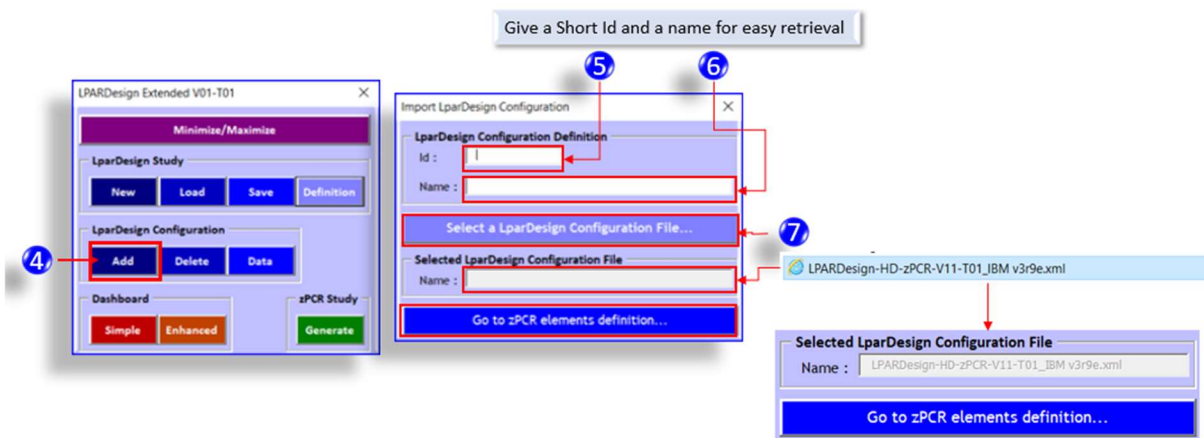 Give a Short Id and a name for easy retrieval
5
6
LPARDesign Extended V01-T01
Minimize/Maximize
LparDesign Study
New
Load
Save
Definition
LparDesign Configuration
4
Add
Delete
Data
Dashboard
zPCR Study
Simple
Enhanced
Generate
Import LparDesign Configuration
LparDesign Configuration Definition
Id :
Name :
Select a LparDesign Configuration File...
7
Selected LparDesign Configuration File
Name :
Go to zPCR elements definition...
LPARDesign-HD-zPCR-V11-T01_IBM v3r9e.xml
Selected LparDesign Configuration File
Name : LPARDesign-HD-zPCR-V11-T01_IBM v3r9e.xml
Go to zPCR elements definition...